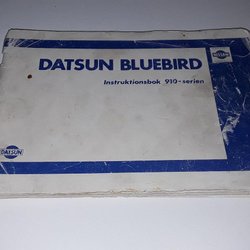 DATSUN BLUEBIRD
Instruktionsbok 910-serien
NISSAN
DATSUN